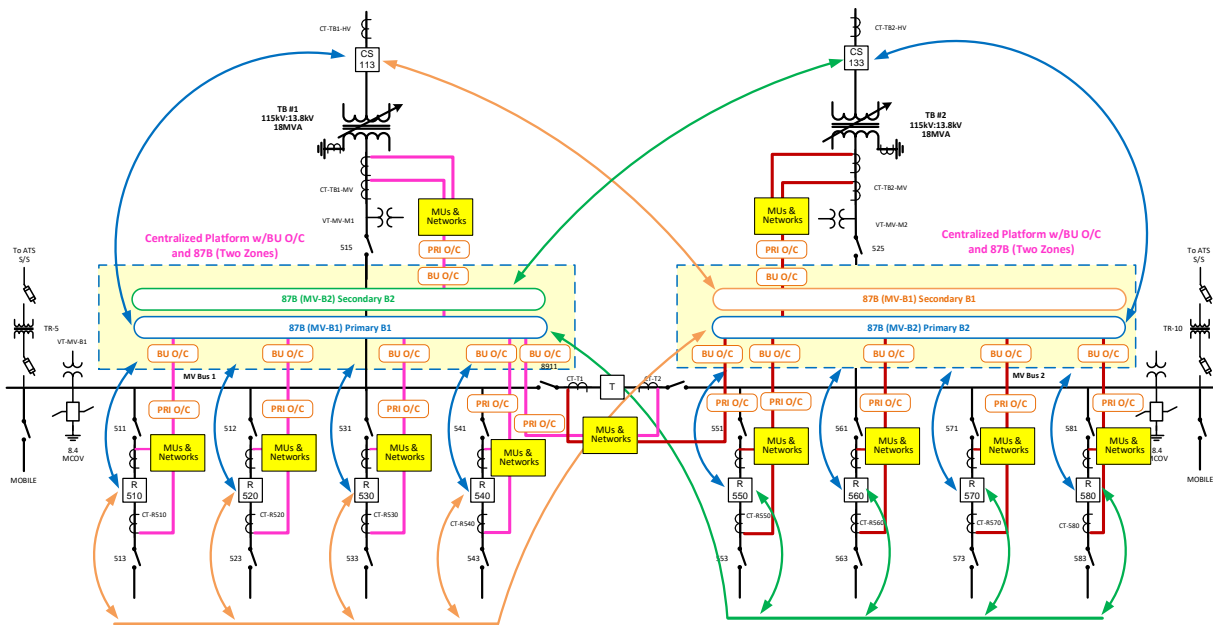 CT-TB1-HV
CT-TB2-HV
CS
113
CS
133
TB #1
115kV:13.8kV
18MVA
TB #2
115kV:13.8kV
18MVA
CT-TB1-MV
CT-TB2-MV
VT-MV-M1
VT-MV-M2
MUs &
Networks
MUs &
Networks
Centralized Platform w/BU O/C
and 87B (Two Zones)
Centralized Platform w/BU O/C
and 87B (Two Zones)
515
525
PRI O/C
BU O/C
PRI O/C
BU O/C
To ATS
S/S
To ATS
S/S
87B (MV-B2) Secondary B2
87B (MV-B1) Primary B1
87B (MV-B1) Secondary B1
87B (MV-B2) Primary B2
TR-5
VT-MV-B1
TR-10
BU O/C
BU O/C
BU O/C
BU O/C
BU O/C
BU O/C
BU O/C
BU O/C
BU O/C
BU O/C
8911
MV Bus 1
CT-T1
T
CT-T2
MV Bus 2
PRI O/C
PRI O/C
PRI O/C
PRI O/C
PRI O/C
PRI O/C
PRI O/C
PRI O/C
PRI O/C
PRI O/C
511
512
531
541
551
561
571
581
MUs &
Networks
MUs &
Networks
MUs &
Networks
MUs &
Networks
MUs &
Networks
MUs &
Networks
MUs &
Networks
MUs &
Networks
MUs &
Networks
8.4
MCOV
8.4
MCOV
MOBILE
MOBILE
R
510
R
520
R
530
R
540
R
550
R
560
R
570
R
580
CT-R510
CT-R520
CT-R530
CT-R540
CT-R550
CT-R560
CT-R570
CT-580
513
523
533
543
553
563
573
583